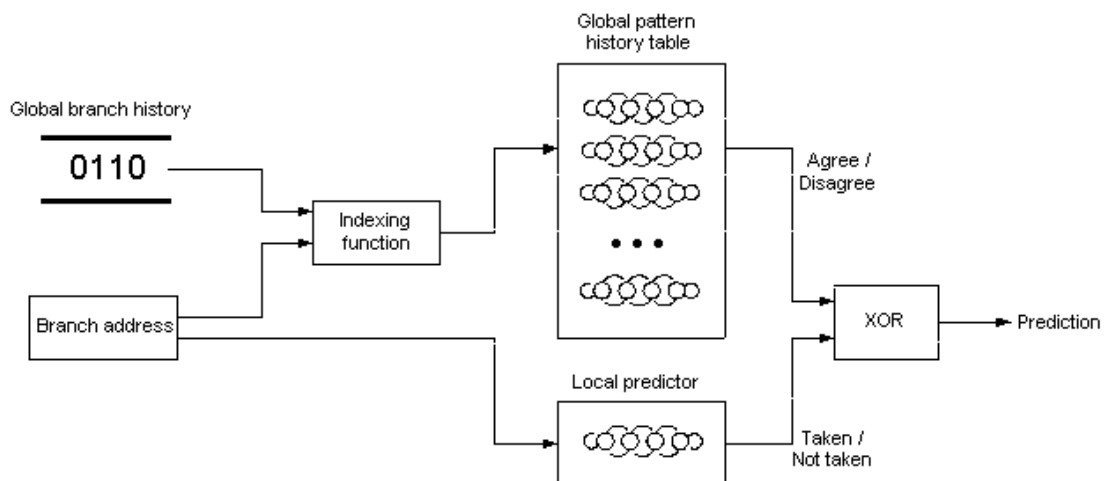 Global pattern
history table
Global branch history
0110
Agree /
Disagree
Indexing
function
Branch address
XOR
Prediction
Local predictor
Taken /
Not taken